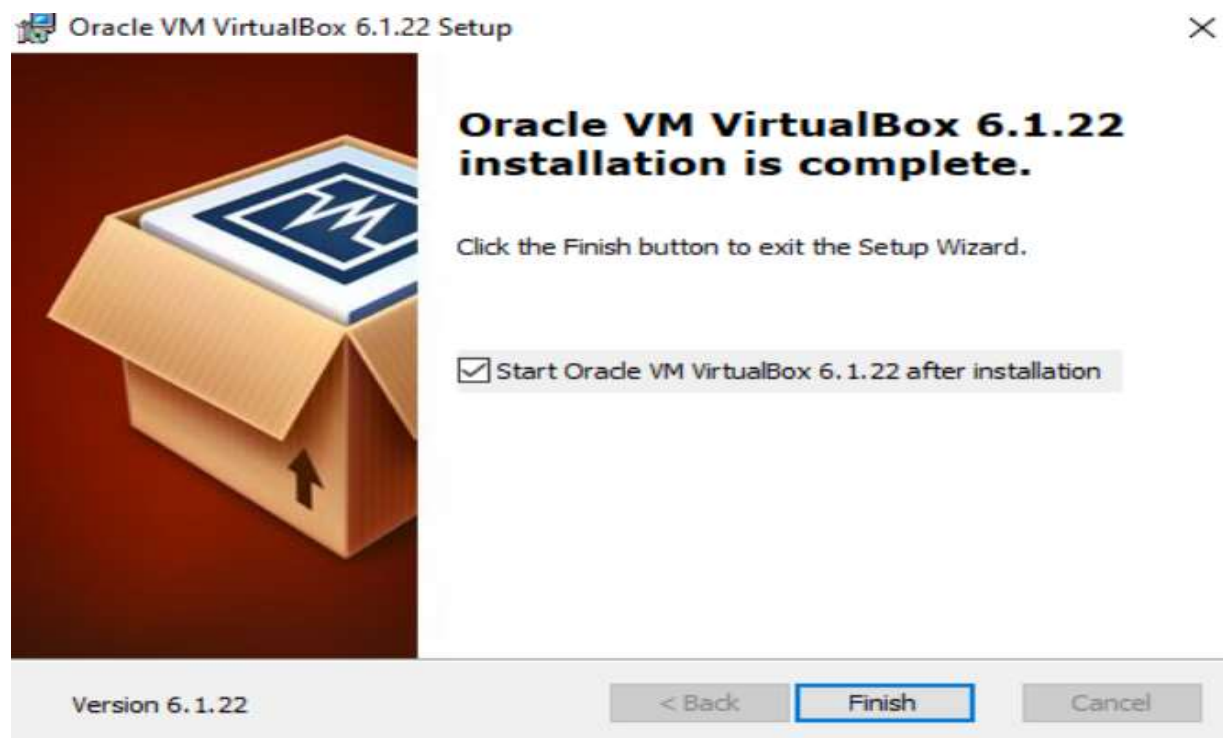 Oracle VM VirtualBox 6.1.22 Setup
Oracle VM VirtualBox 6.1.22
installation is complete.
Click the Finish button to exit the Setup Wizard.
Start Oracle VM VirtualBox 6.1.22 after installation
Version 6.1.22
< Back
Finish
Cancel